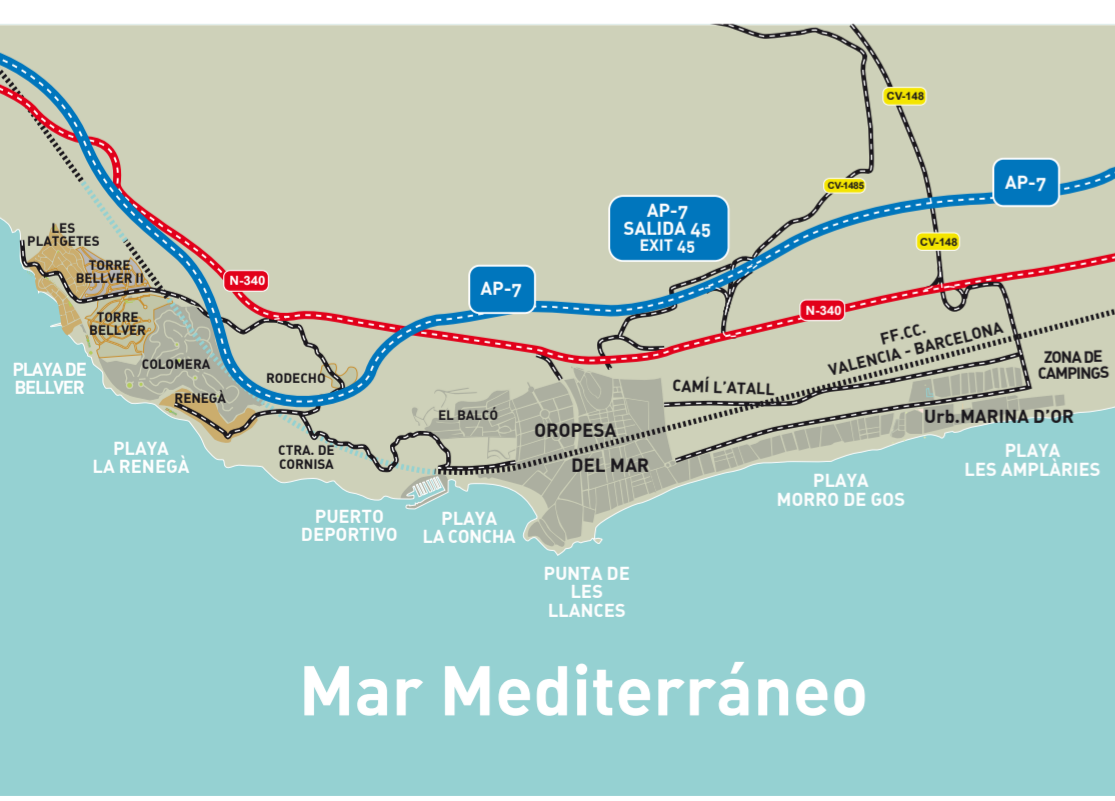 CV-148
CV-1485
AP-7
AP-7
SALIDA 45
EXIT 45
LES
PLATGETES
CV-148
TORRE
BELLVER II
N-340
AP-7
N-340
TORRE
BELLVER
FF.CC.
VALENCIA - BARCELONA
COLOMERA
ZONA DE
CAMPINGS
PLAYA DE
BELLVER
RODECHO
CAMÍ L'ATALL
RENEGÀ
EL BALCÓ
Urb.MARINA D'OR
OROPESA
DEL MAR
PLAYA
LA RENEGÀ
CTRA. DE
CORNISA
PLAYA
LES AMPLÀRIES
PLAYA
MORRO DE GOS
PUERTO
DEPORTIVO
PLAYA
LA CONCHA
PUNTA DE
LES
LLANCES
Mar Mediterráneo